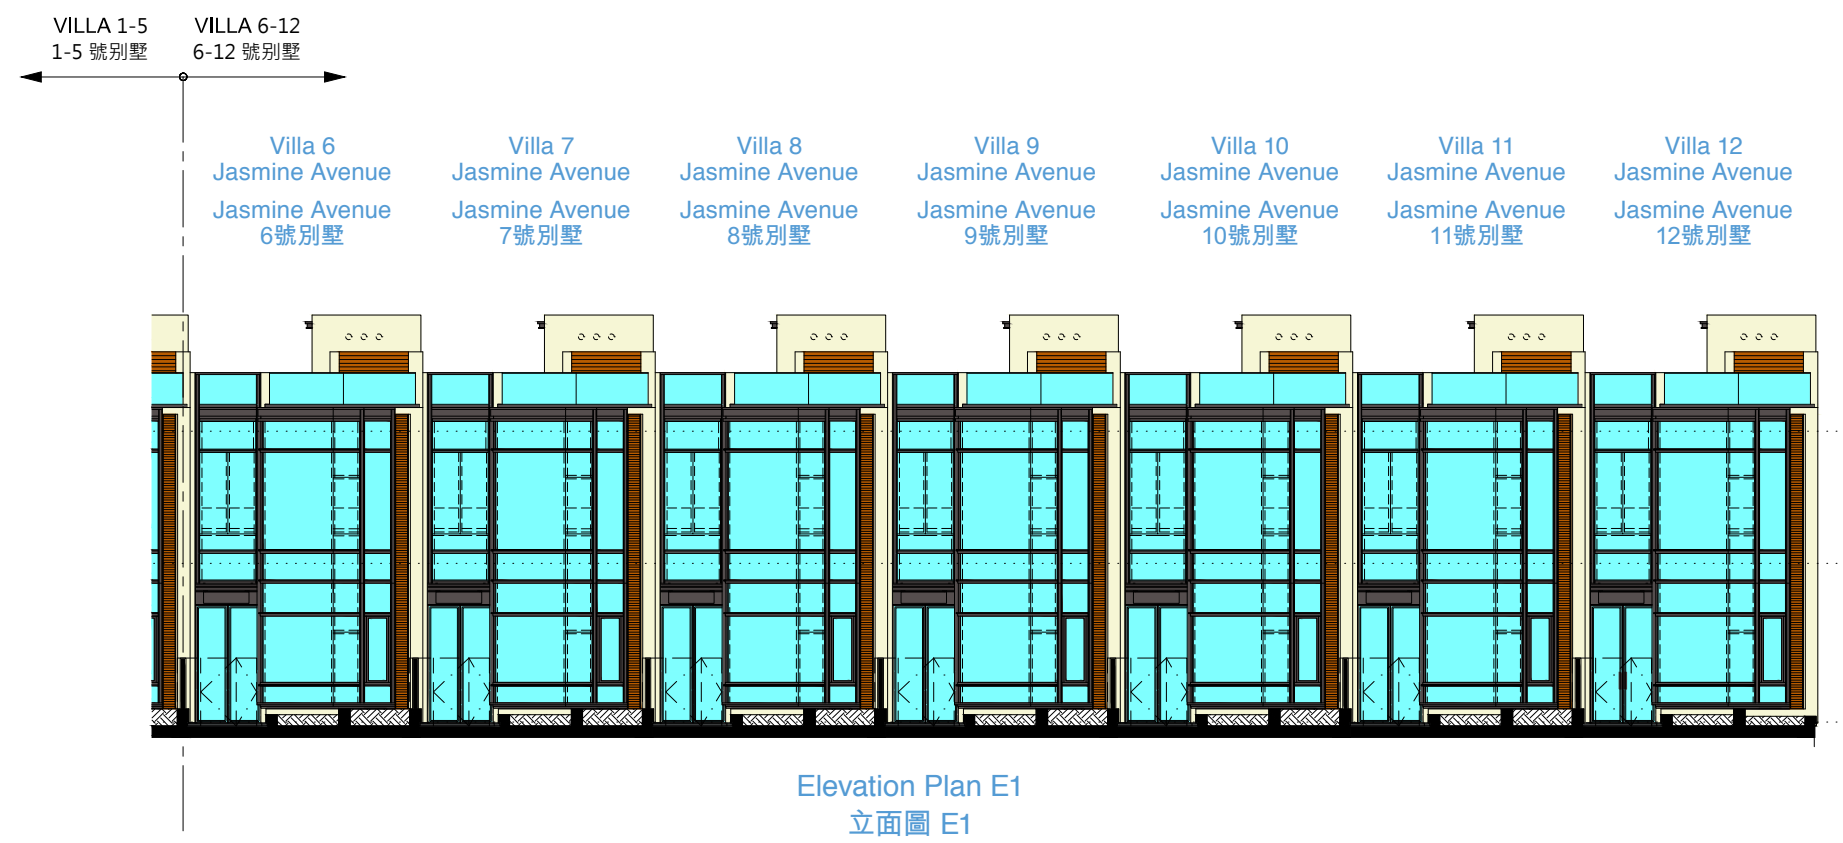 VILLA 1-5
1-5 號別墅
VILLA 6-12
6-12 號別墅
Villa 6
Jasmine Avenue
Jasmine Avenue
6號別墅
Villa 7
Jasmine Avenue
Jasmine Avenue
7號別墅
Villa 8
Jasmine Avenue
Jasmine Avenue
8號別墅
Villa 9
Jasmine Avenue
Jasmine Avenue
9號別墅
Villa 10
Jasmine Avenue
Jasmine Avenue
10號別墅
Villa 11
Jasmine Avenue
Jasmine Avenue
11號別墅
Villa 12
Jasmine Avenue
Jasmine Avenue
12號別墅
Elevation Plan E1
立面圖 E1